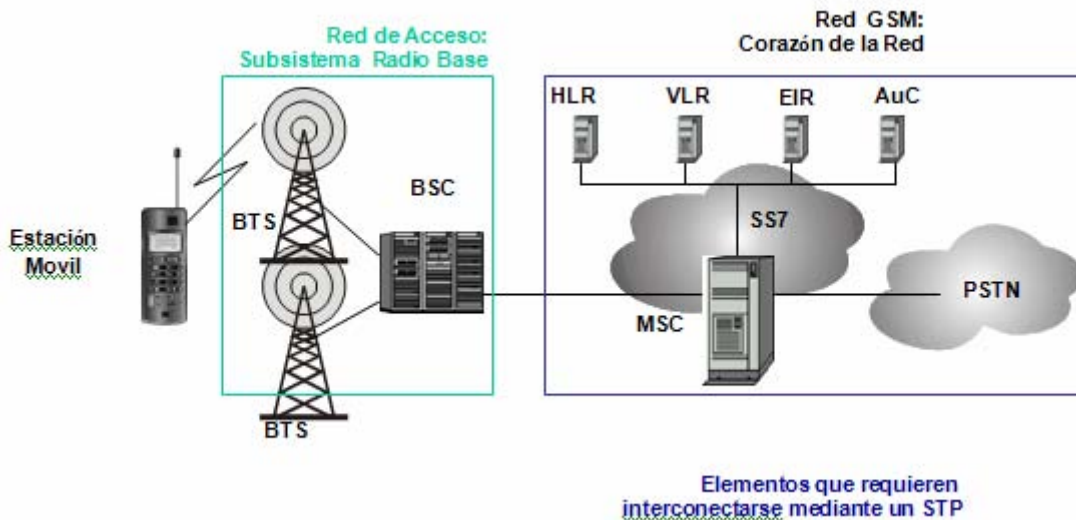 Red de Acceso:
Subsistema Radio Base
Red GSM:
Corazón de la Red
HLR
VLR
EIR
AuC
BSC
BTS
SS7
Estación
Movil
MSC
PSTN
BTS
Elementos que requieren
interconectarse mediante un STP